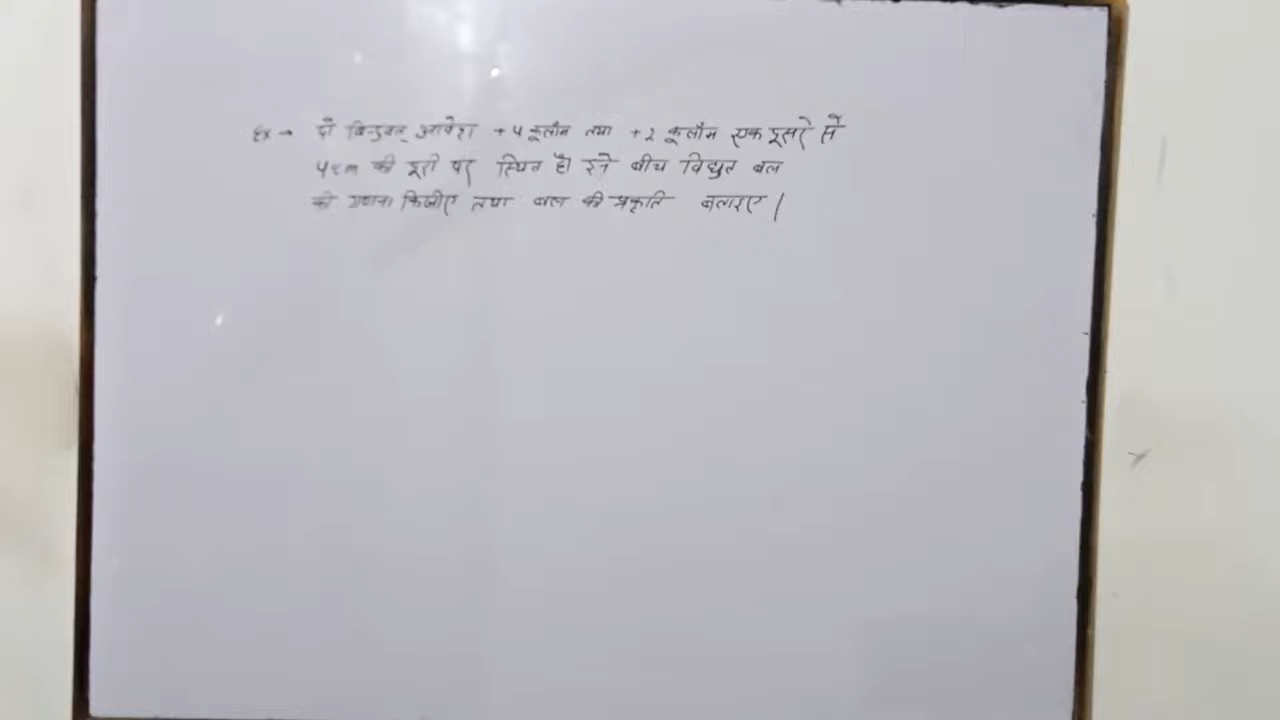 Ex → दो बिन्दुवत् आवेश +4 कूलॉम तथा +2 कूलॉम एक दूसरे से
4cm की दूरी पर स्थित है। इनके बीच विद्युत बल
की गणना किजीए तथा बल की प्रकृति बताइए |